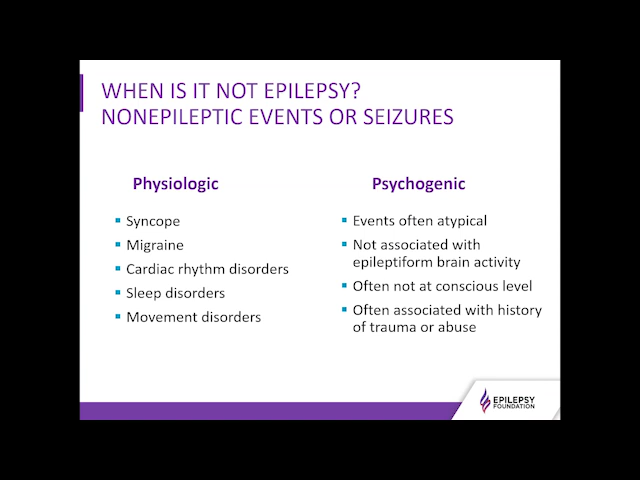 WHEN IS IT NOT EPILEPSY?
NONEPILEPTIC EVENTS OR SEIZURES
Physiologic
Syncope
Migraine
Cardiac rhythm disorders
Sleep disorders
Movement disorders
Psychogenic
Events often atypical
Not associated with
epileptiform brain activity
Often not at conscious level
Often associated with history
of trauma or abuse
EPILEPSY
FOUNDATION